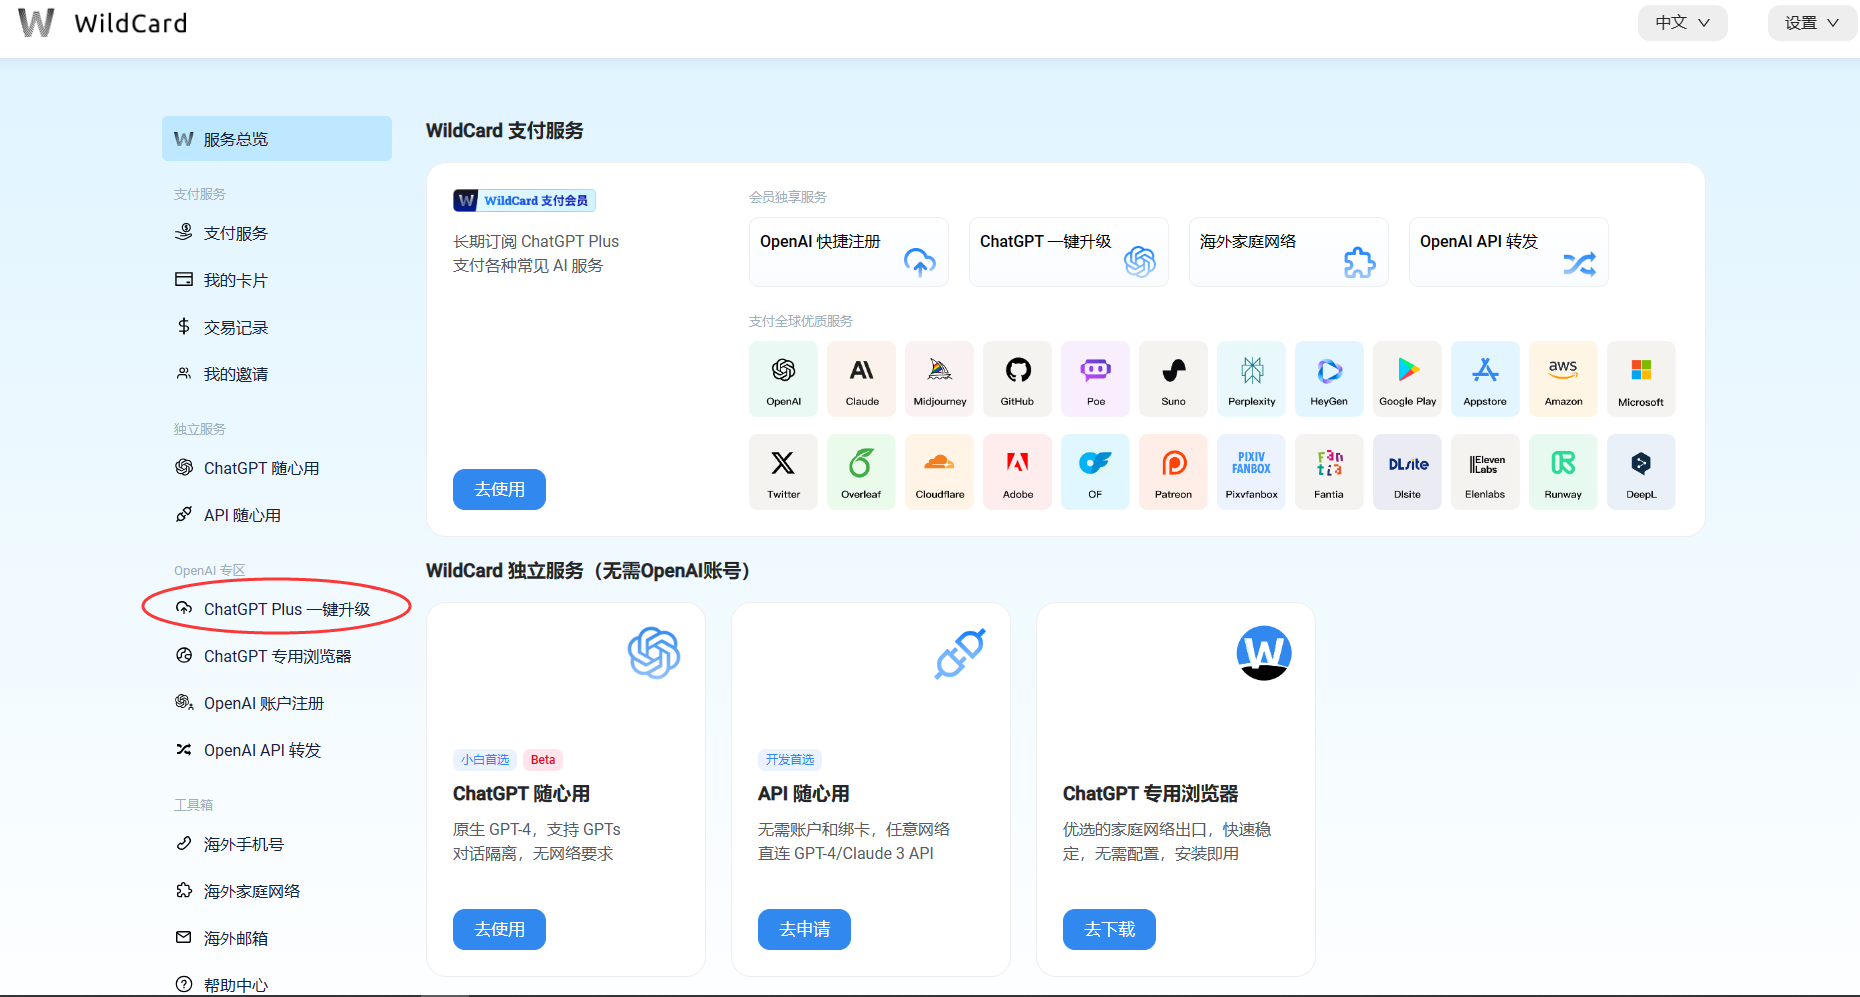 W WildCard
中文
设置
W 服务总览
支付服务
支付服务
我的卡片
交易记录
我的邀请
独立服务
ChatGPT 随心用
API 随心用
OpenAI 专区
ChatGPT Plus 一键升级
ChatGPT 专用浏览器
OpenAI 账户注册
OpenAI API 转发
工具箱
海外手机号
海外家庭网络
海外邮箱
帮助中心
WildCard 支付服务
W WildCard 支付会员
长期订阅 ChatGPT Plus
支付各种常见 AI 服务
去使用
会员独享服务
OpenAI 快捷注册
ChatGPT 一键升级
海外家庭网络
OpenAI API 转发
支付全球优质服务
OpenAI
Claude
Midjourney
GitHub
Poe
Suno
Perplexity
HeyGen
Google Play
Appstore
aws
Amazon
Microsoft
Twitter
Overleaf
Cloudflare
Adobe
OF
Patreon
PIXIV
FANBOX
Pixvfanbox
Fantia
Fantia
DLsite
Dlsite
ElevenLabs
Elenlabs
Runway
DeepL
WildCard 独立服务（无需OpenAI账号）
小白首选 Beta
ChatGPT 随心用
原生 GPT-4，支持 GPTs
对话隔离，无网络要求
去使用
开发首选
API 随心用
无需账户和绑卡，任意网络
直连 GPT-4/Claude 3 API
去申请
W
ChatGPT 专用浏览器
优选的家庭网络出口，快速稳
定，无需配置，安装即用
去下载